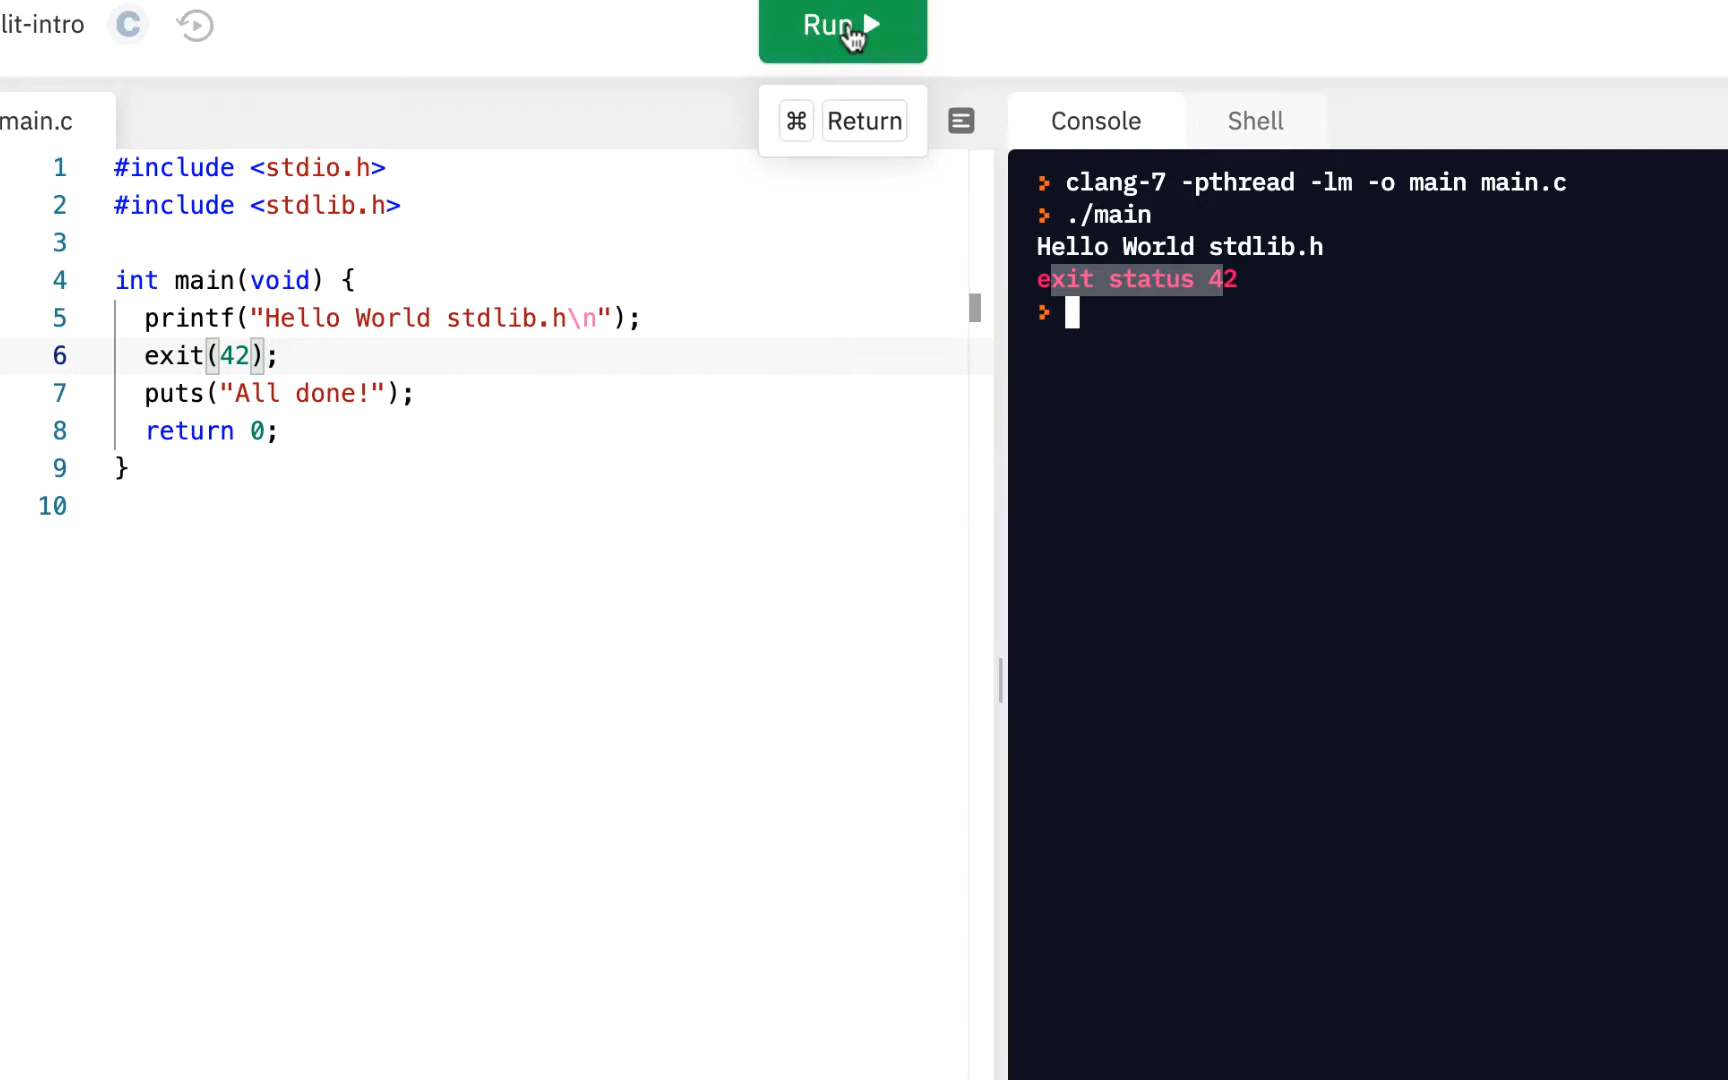 lit-intro C
Run
⌘ Return
main.c
Console Shell
1 #include <stdio.h>
2 #include <stdlib.h>
3
4 int main(void) {
5 printf("Hello World stdlib.h\n");
6 exit(42);
7 puts("All done!");
8 return 0;
9 }
10
> clang-7 -pthread -lm -o main main.c
> ./main
Hello World stdlib.h
exit status 42
>